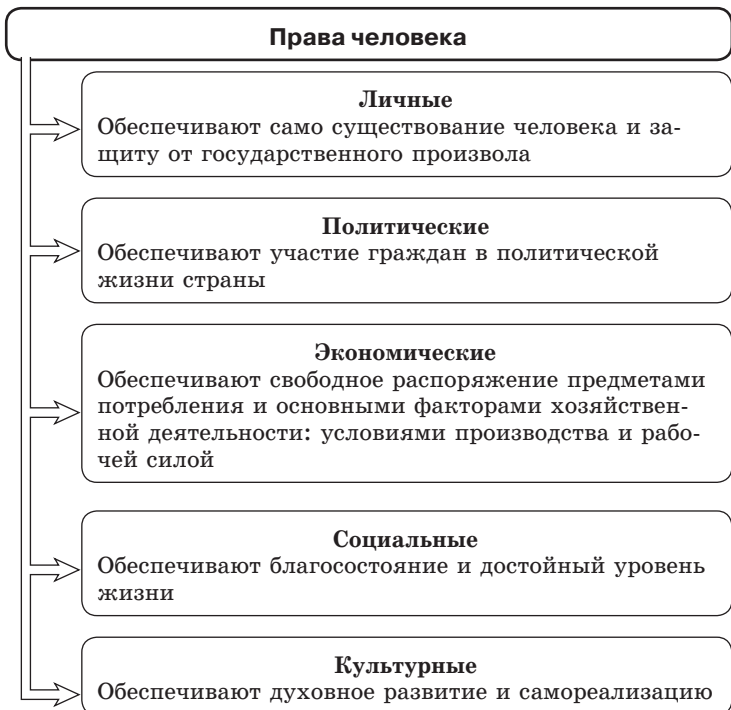 Права человека
Личные
Обеспечивают само существование человека и за-
щиту от государственного произвола
Политические
Обеспечивают участие граждан в политической
жизни страны
Экономические
Обеспечивают свободное распоряжение предметами
потребления и основными факторами хозяйствен-
ной деятельности: условиями производства и рабо-
чей силой
Социальные
Обеспечивают благосостояние и достойный уровень
жизни
Культурные
Обеспечивают духовное развитие и самореализацию